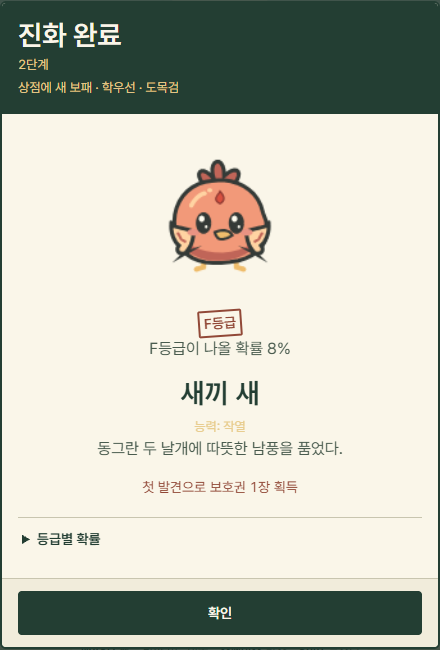 진화 완료
2단계
상점에 새 보패 · 학우선 · 도목검
F등급
F등급이 나올 확률 8%
새끼 새
능력: 작열
동그란 두 날개에 따뜻한 남풍을 품었다.
첫 발견으로 보호권 1장 획득
▶ 등급별 확률
확인